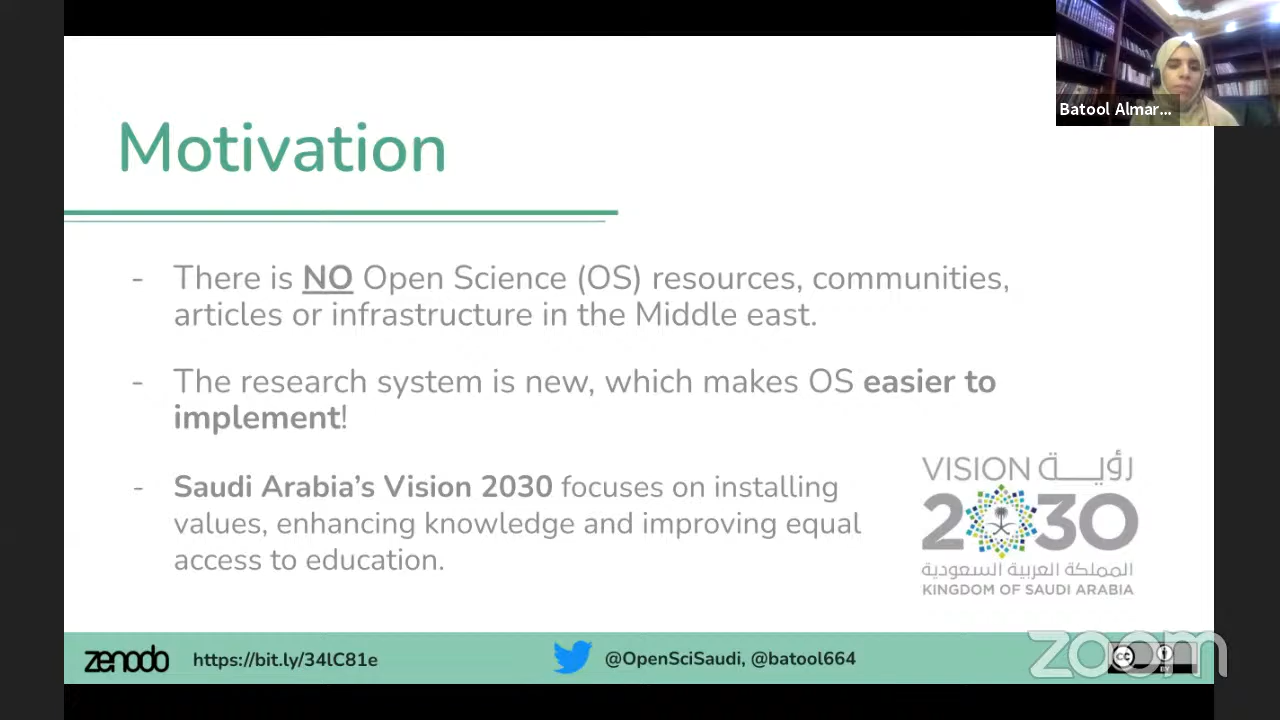 Batool Almar...
Motivation
- There is NO Open Science (OS) resources, communities,
articles or infrastructure in the Middle east.
- The research system is new, which makes OS easier to
implement!
- Saudi Arabia's Vision 2030 focuses on installing
values, enhancing knowledge and improving equal
access to education.
VISION رؤيـــة
2030
المملكة العربية السعودية
KINGDOM OF SAUDI ARABIA
zenodo https://bit.ly/34lC81e @OpenSciSaudi, @batool664
zoom
cc BY